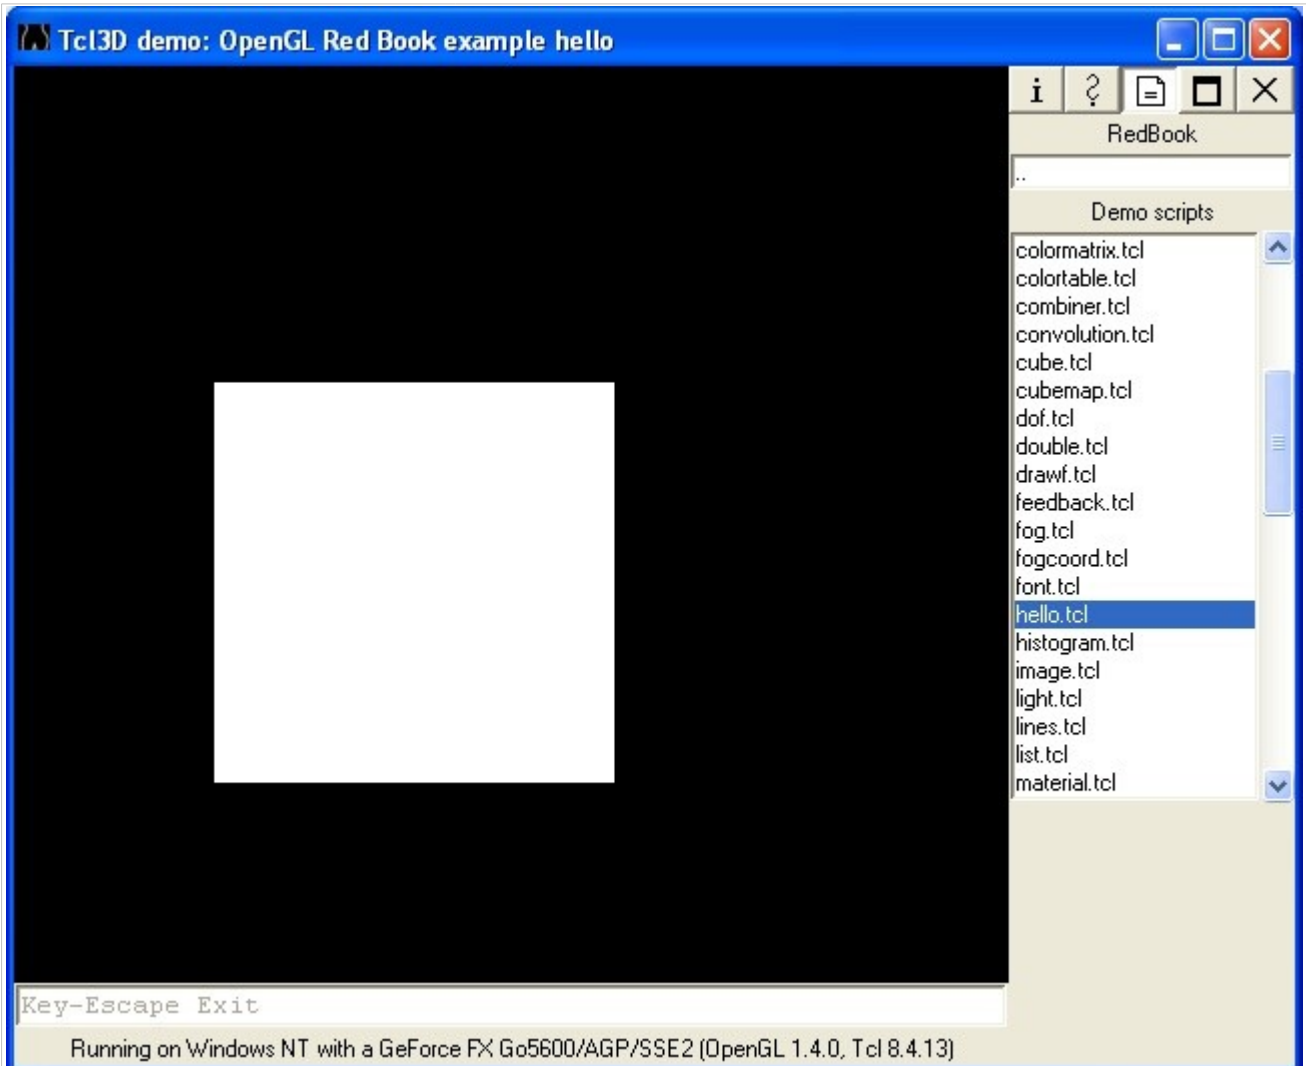 Tcl3D demo: OpenGL Red Book example hello
RedBook
..
Demo scripts
colormatrix.tcl
colortable.tcl
combiner.tcl
convolution.tcl
cube.tcl
cubemap.tcl
dof.tcl
double.tcl
drawf.tcl
feedback.tcl
fog.tcl
fogcoord.tcl
font.tcl
hello.tcl
histogram.tcl
image.tcl
light.tcl
lines.tcl
list.tcl
material.tcl
Key-Escape Exit
Running on Windows NT with a GeForce FX Go5600/AGP/SSE2 (OpenGL 1.4.0, Tcl 8.4.13)